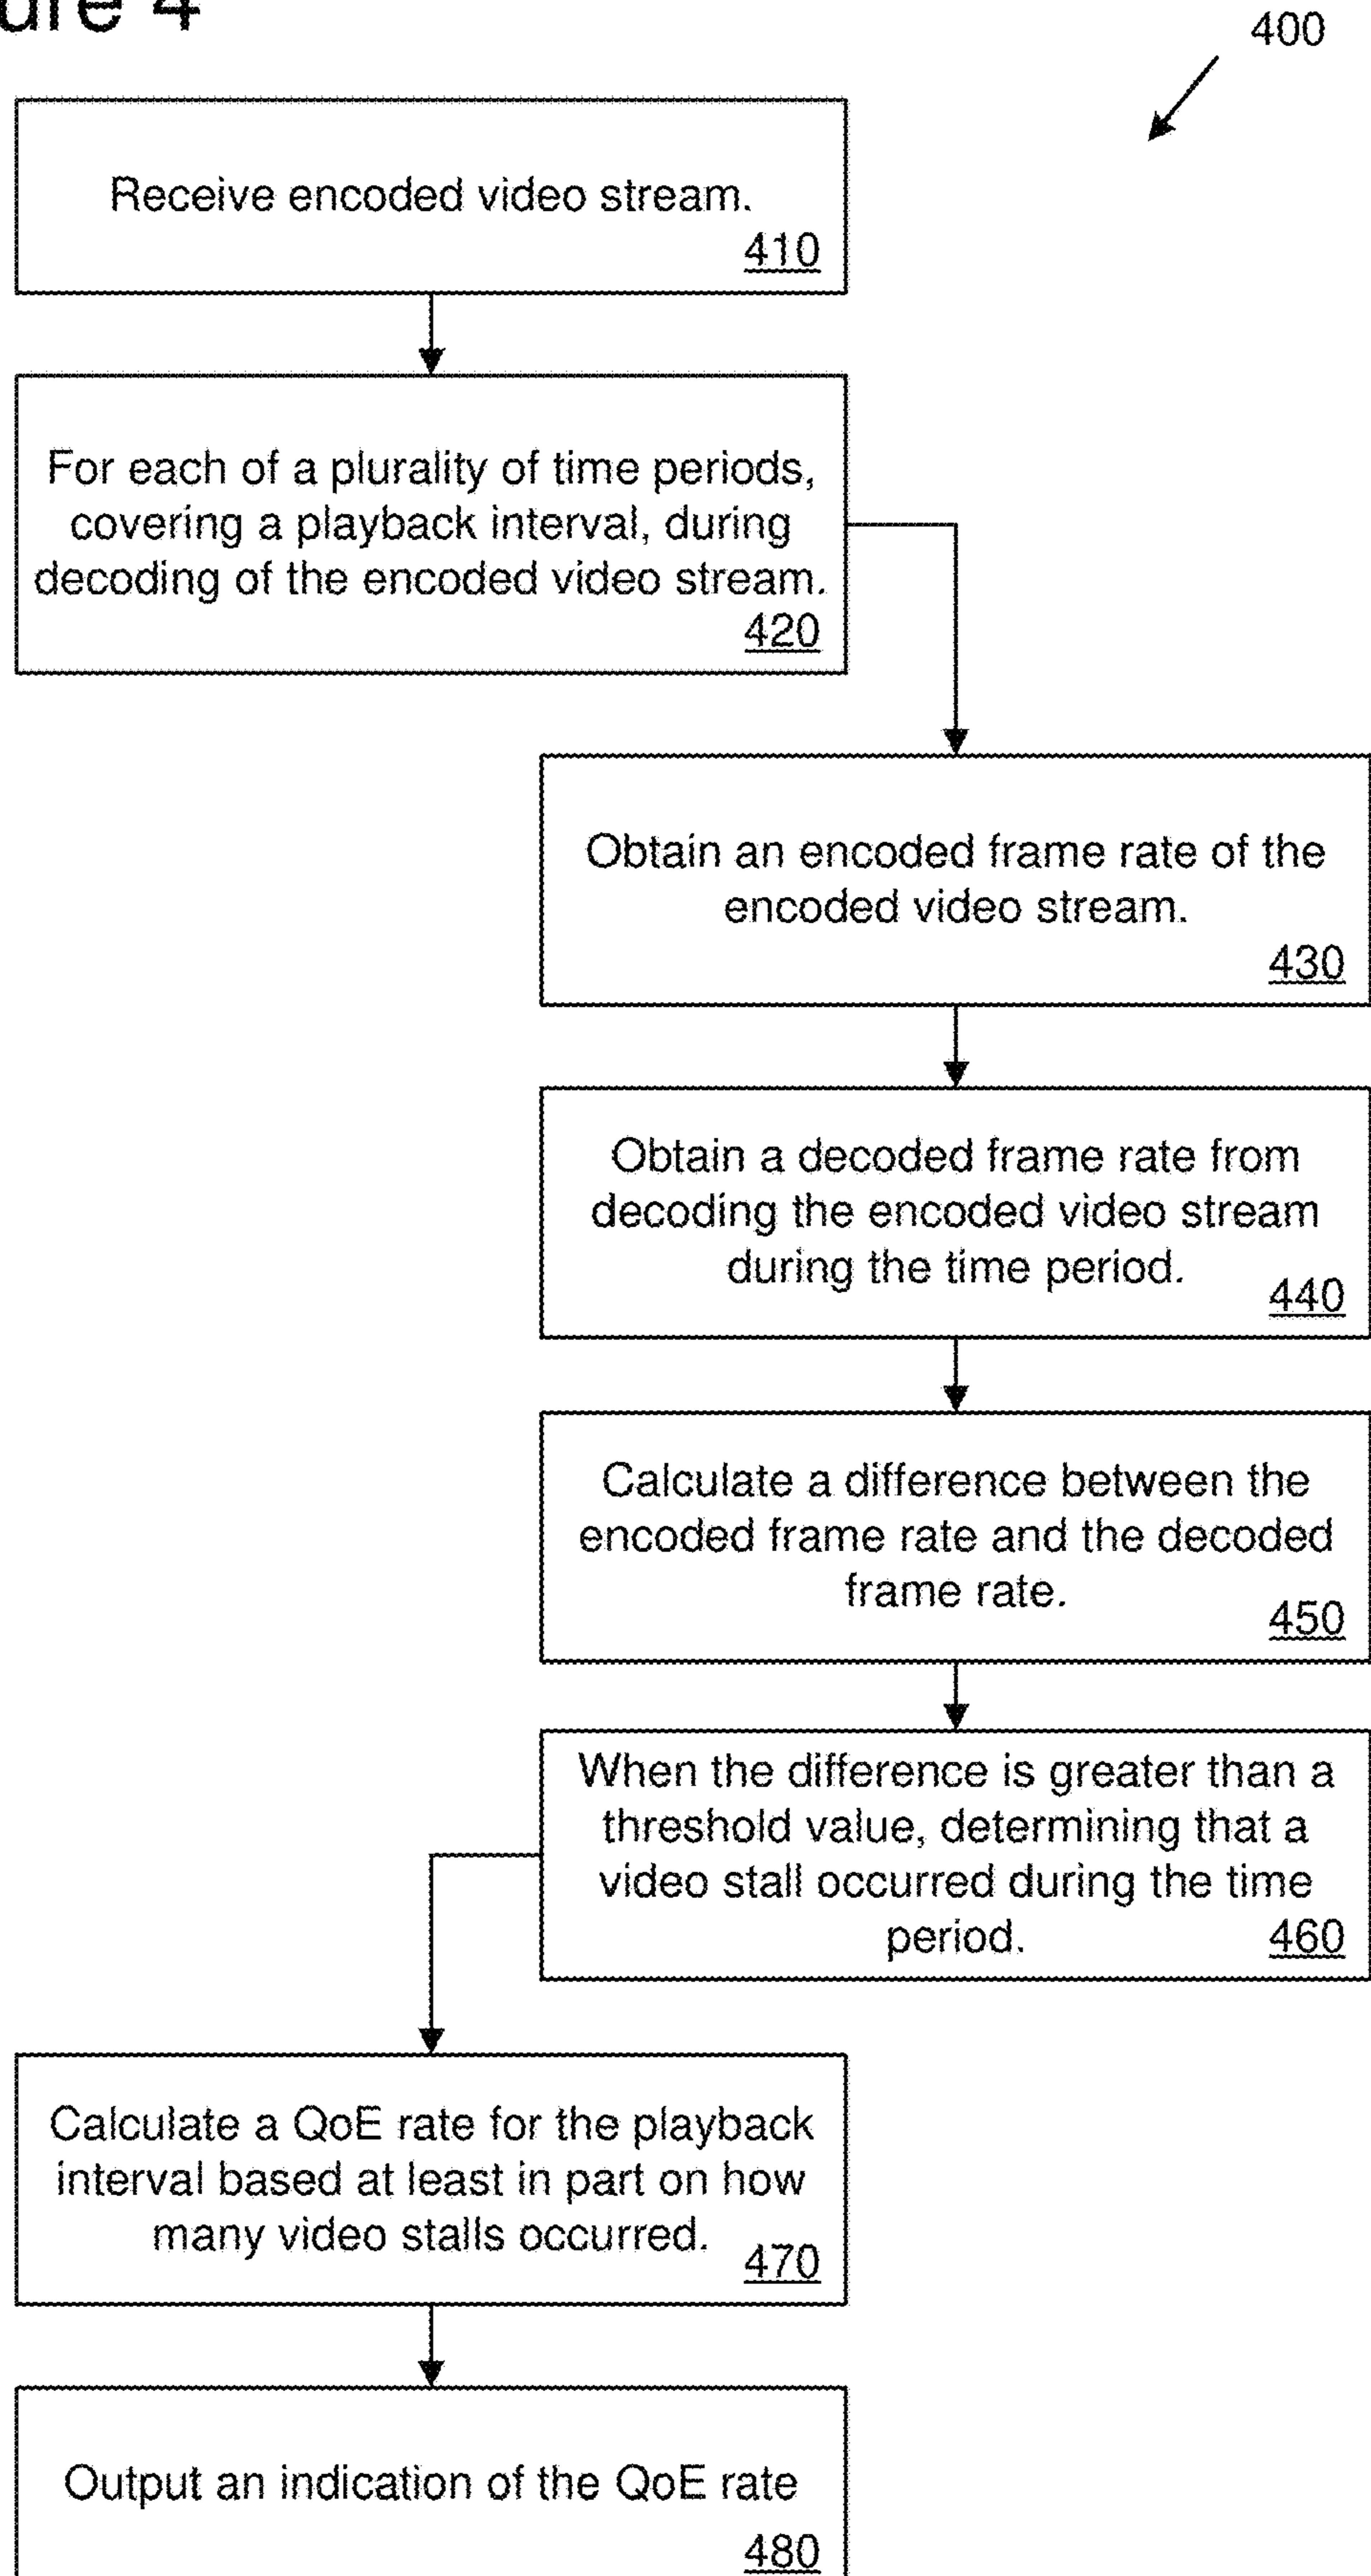 ure 4
400
Receive encoded video stream.
410
For each of a plurality of time periods,
covering a playback interval, during
decoding of the encoded video stream.
420
Obtain an encoded frame rate of the
encoded video stream.
430
Obtain a decoded frame rate from
decoding the encoded video stream
during the time period.
440
Calculate a difference between the
encoded frame rate and the decoded
frame rate.
450
When the difference is greater than a
threshold value, determining that a
video stall occurred during the time
period.
460
Calculate a QoE rate for the playback
interval based at least in part on how
many video stalls occurred.
470
Output an indication of the QoE rate
480